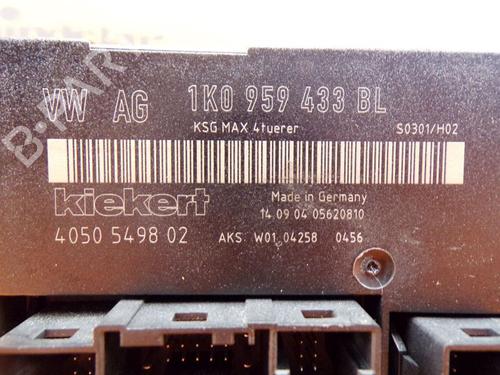 VW AG 1K0 959 433 BL
KSG MAX 4tuerer S0301/H02
kiekert
Made in Germany
14 09 04 05620810
4050 5498 02 AKS W01 04258 0456
B-PARTS